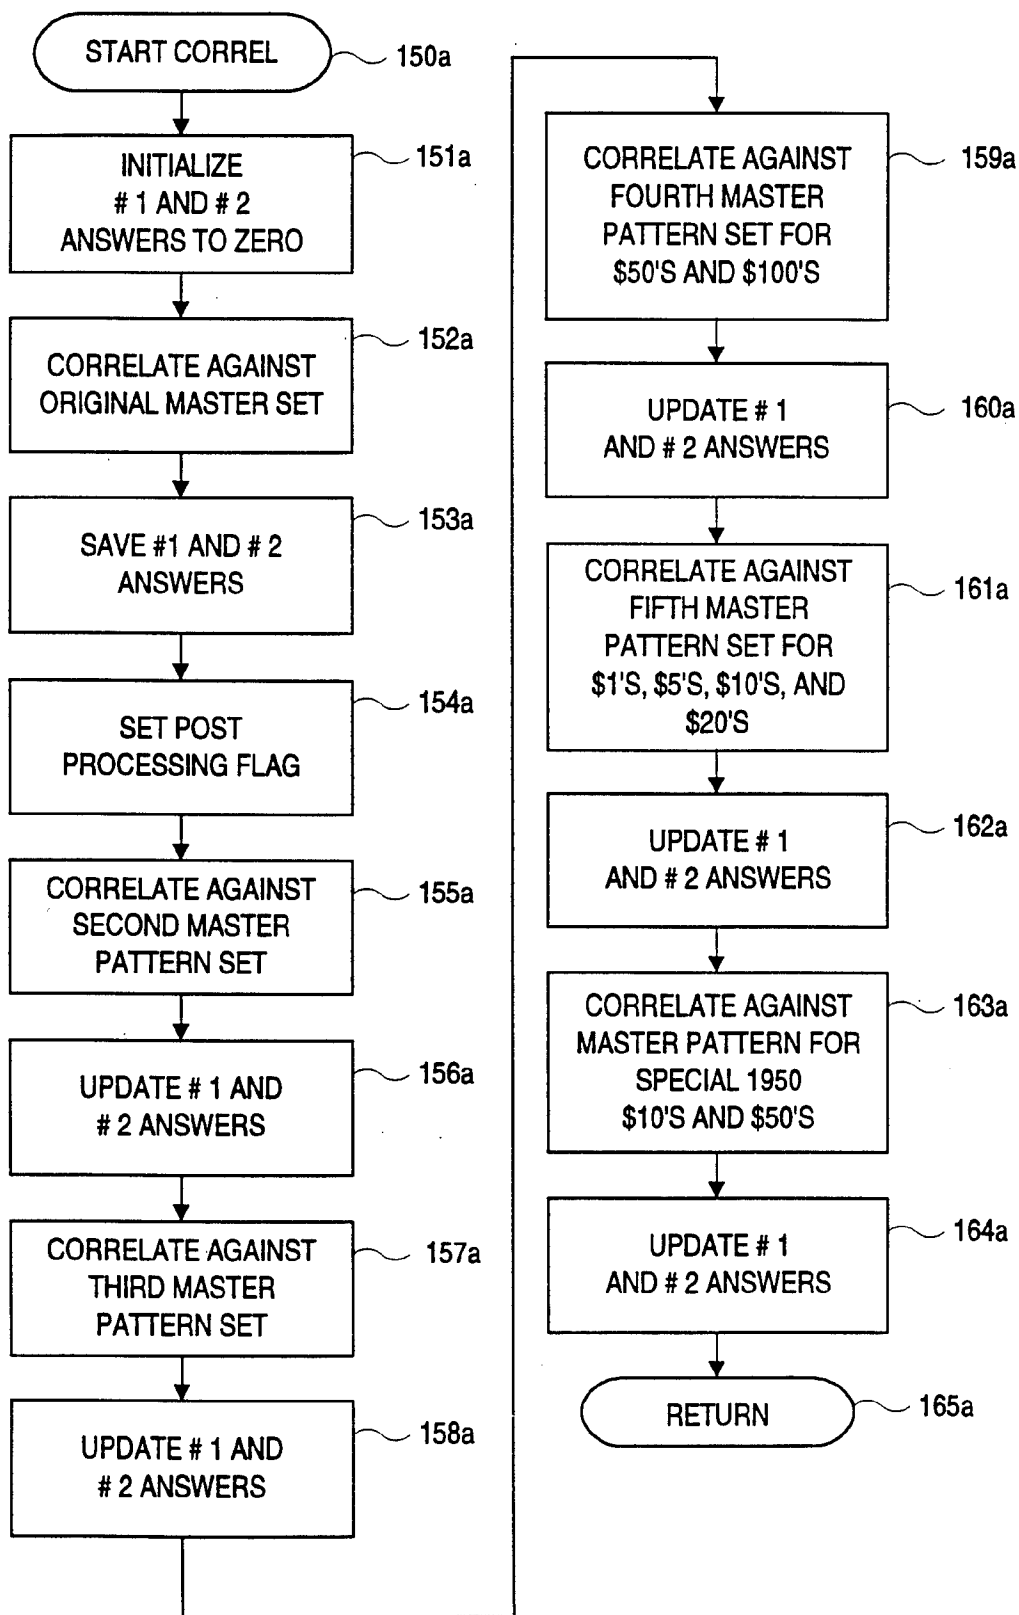 START CORREL
150a
INITIALIZE
# 1 AND # 2
ANSWERS TO ZERO
151a
CORRELATE AGAINST
ORIGINAL MASTER SET
152a
SAVE #1 AND # 2
ANSWERS
153a
SET POST
PROCESSING FLAG
154a
CORRELATE AGAINST
SECOND MASTER
PATTERN SET
155a
UPDATE # 1 AND
# 2 ANSWERS
156a
CORRELATE AGAINST
THIRD MASTER
PATTERN SET
157a
UPDATE # 1 AND
# 2 ANSWERS
158a
CORRELATE AGAINST
FOURTH MASTER
PATTERN SET FOR
$50'S AND $100'S
159a
UPDATE # 1
AND # 2 ANSWERS
160a
CORRELATE AGAINST
FIFTH MASTER
PATTERN SET FOR
$1'S, $5'S, $10'S, AND
$20'S
161a
UPDATE # 1
AND # 2 ANSWERS
162a
CORRELATE AGAINST
MASTER PATTERN FOR
SPECIAL 1950
$10'S AND $50'S
163a
UPDATE # 1
AND # 2 ANSWERS
164a
RETURN
165a